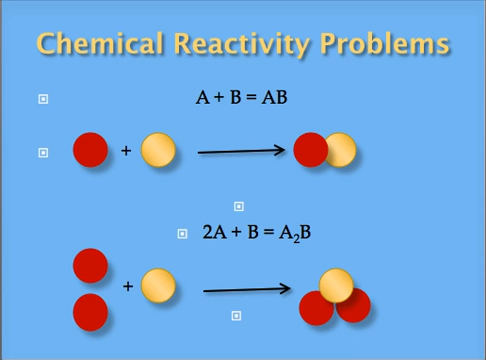 Chemical Reactivity Problems
A + B = AB
+
2A + B = A₂B
+